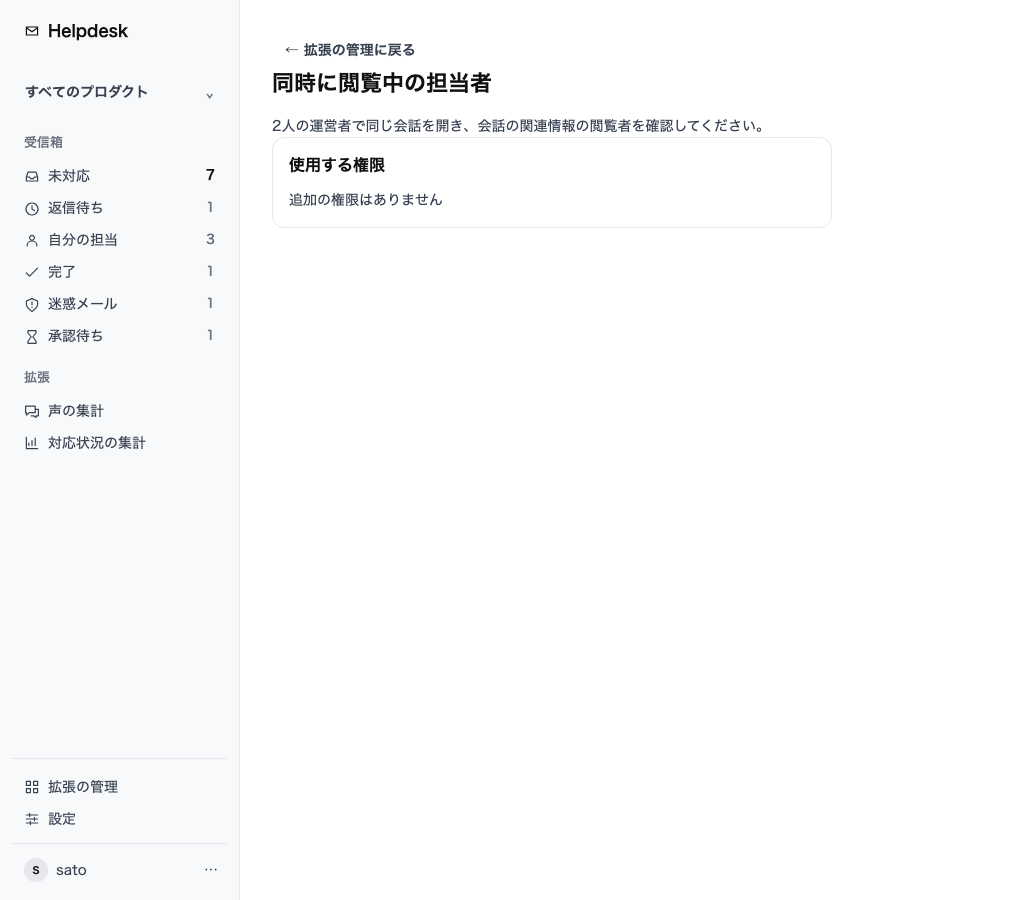 Helpdesk
すべてのプロダクト
受信箱
未対応 7
返信待ち 1
自分の担当 3
完了 1
迷惑メール 1
承認待ち 1
拡張
声の集計
対応状況の集計
拡張の管理
設定
S sato ...
← 拡張の管理に戻る
同時に閲覧中の担当者
2人の運営者で同じ会話を開き、会話の関連情報の閲覧者を確認してください。
使用する権限
追加の権限はありません